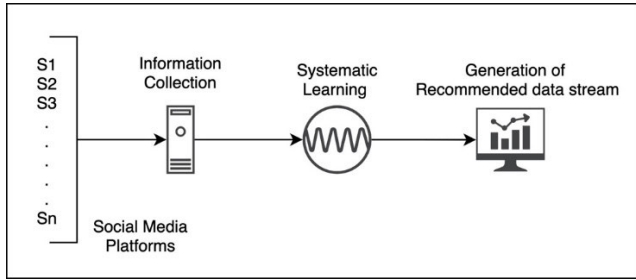 S1
S2
S3
.
.
.
.
.
Sn
Social Media
Platforms
Information
Collection
Systematic
Learning
Generation of
Recommended data stream